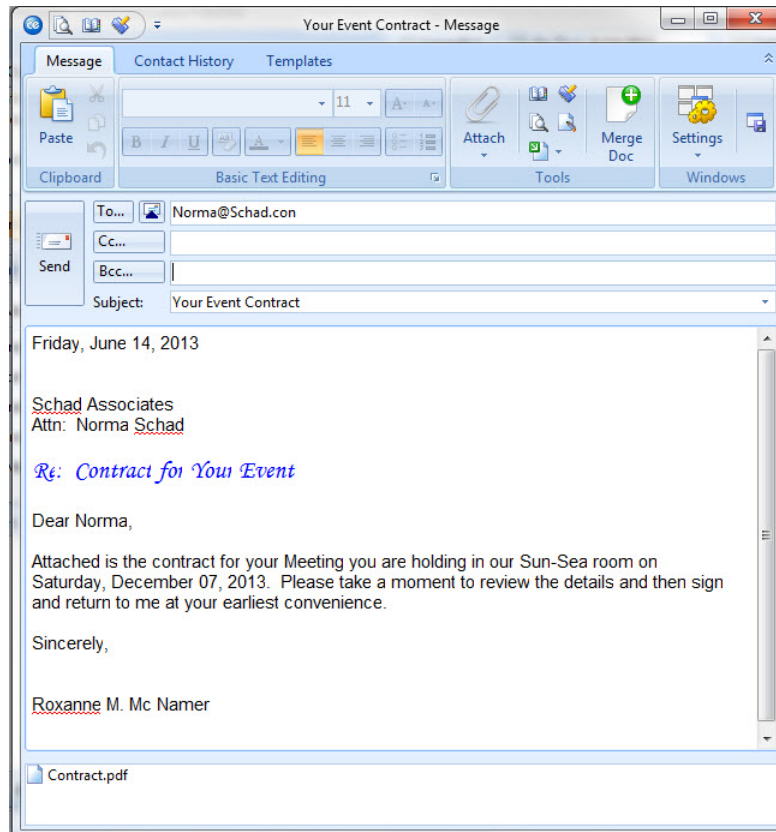 Your Event Contract - Message
Message Contact History Templates
11 A A
Paste B I U ab A Attach Merge Doc Settings
Clipboard Basic Text Editing Tools Windows
To... Norma@Schad.con
Cc...
Send
Bcc...
Subject: Your Event Contract
Friday, June 14, 2013
Schad Associates
Attn: Norma Schad
Re: Contract for Your Event
Dear Norma,
Attached is the contract for your Meeting you are holding in our Sun-Sea room on
Saturday, December 07, 2013. Please take a moment to review the details and then sign
and return to me at your earliest convenience.
Sincerely,
Roxanne M. Mc Namer
Contract.pdf